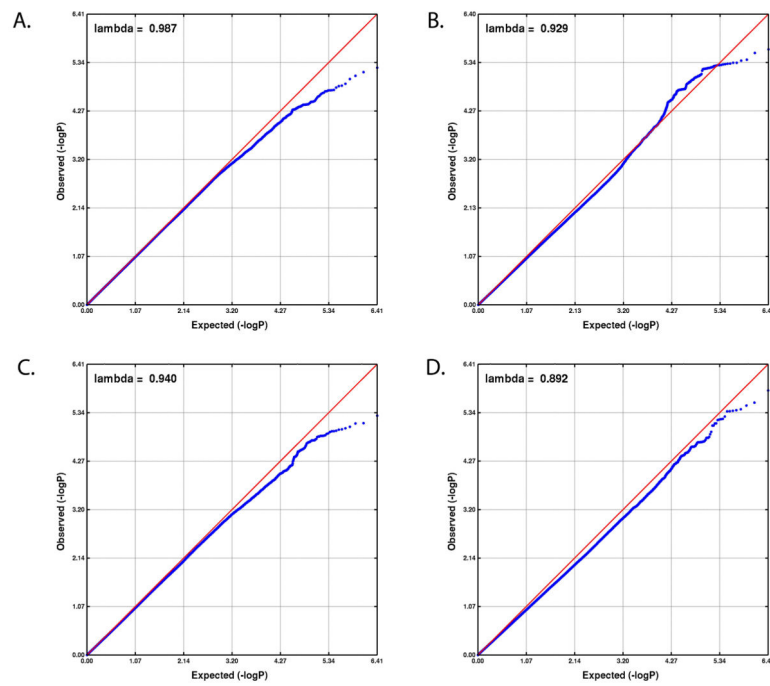 A.
lambda = 0.987
6.41
5.34
4.27
3.20
2.14
1.07
0.00
Observed (-logP)
0.00 1.07 2.14 3.20 4.27 5.34 6.41
Expected (-logP)
B.
lambda = 0.929
6.40
5.34
4.27
3.20
2.13
1.07
0.00
Observed (-logP)
0.00 1.07 2.13 3.20 4.27 5.34 6.40
Expected (-logP)
C.
lambda = 0.940
6.41
5.34
4.27
3.20
2.14
1.07
0.00
Observed (-logP)
0.00 1.07 2.14 3.20 4.27 5.34 6.41
Expected (-logP)
D.
lambda = 0.892
6.41
5.34
4.27
3.20
2.14
1.07
0.00
Observed (-logP)
0.00 1.07 2.14 3.20 4.27 5.34 6.41
Expected (-logP)